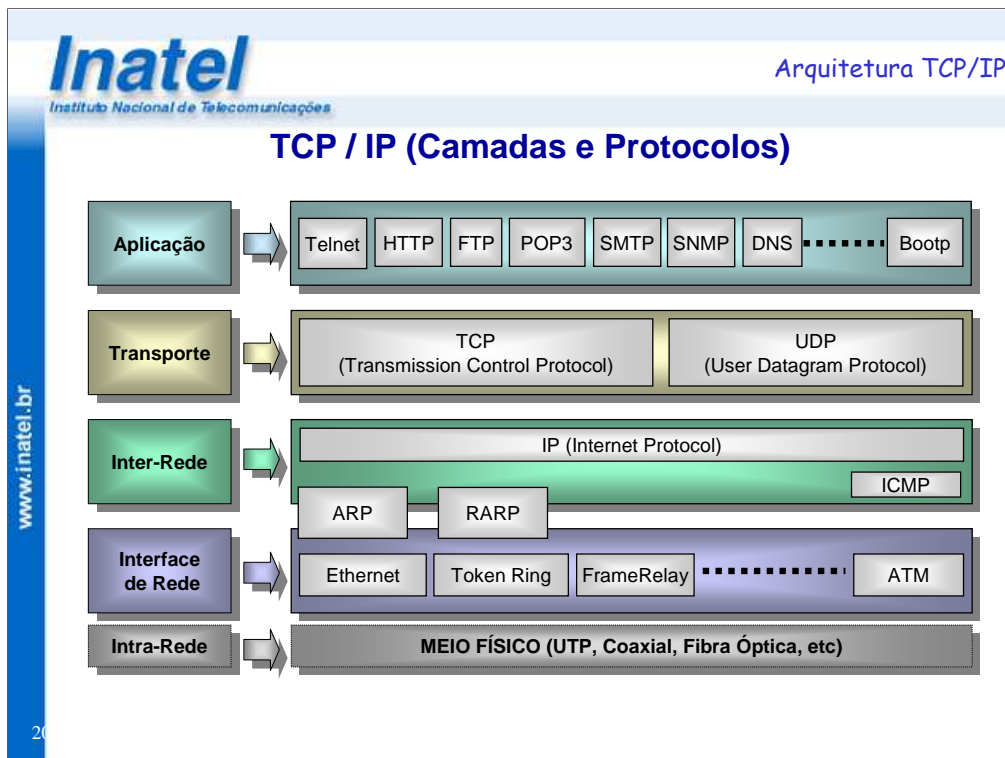 Inatel
Instituto Nacional de Telecomunicações
Arquitetura TCP/IP
TCP / IP (Camadas e Protocolos)
Aplicação
Telnet
HTTP
FTP
POP3
SMTP
SNMP
DNS
Bootp
Transporte
TCP
(Transmission Control Protocol)
UDP
(User Datagram Protocol)
Inter-Rede
IP (Internet Protocol)
ICMP
ARP
RARP
Interface
de Rede
Ethernet
Token Ring
FrameRelay
ATM
Intra-Rede
MEIO FÍSICO (UTP, Coaxial, Fibra Óptica, etc)
www.inatel.br